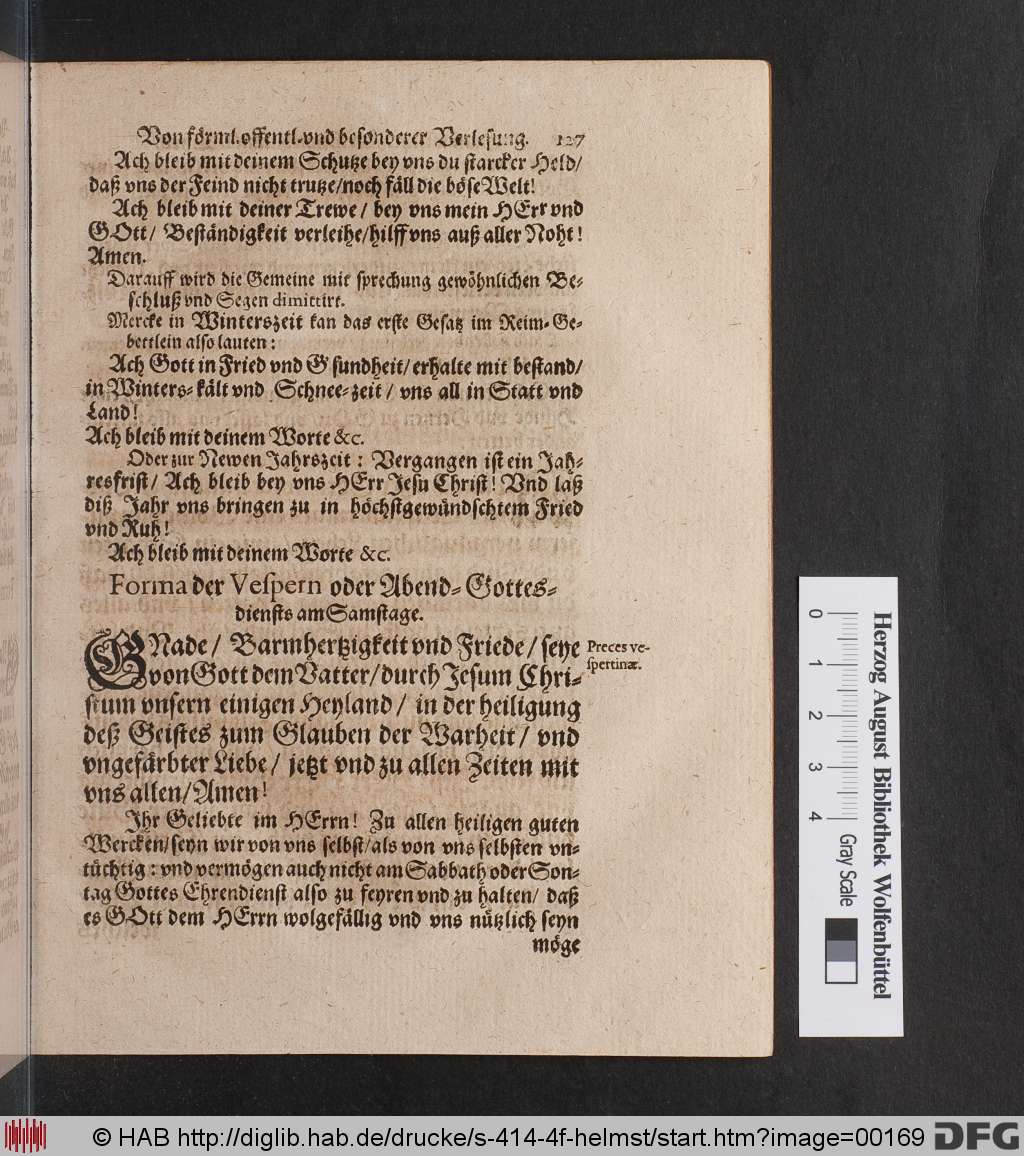 Von förml. offentl. vnd besonderer Verlesung. 127
Ach bleib mit deinem Schutze bey vns du starcker Held/
daß vns der Feind nicht trutze/noch fäll die böse Welt!
Ach bleib mit deiner Trewe/ bey vns mein HErr vnd
GOtt/ Beständigkeit verleihe/hilff vns auß aller Noht!
Amen.
Darauff wird die Gemeine mit sprechung gewöhnlichen Be-
schluß vnd Segen dimittirt.
Mercke in Winterszeit kan das erste Gesatz im Reim-Ge-
bettlein also lauten:
Ach Gott in Fried vnd G'sundheit/erhalte mit bestand/
in Winters-kält vnd Schnee-zeit/ vns all in Statt vnd
Land!
Ach bleib mit deinem Worte &c.
Oder zur Newen Jahrszeit: Vergangen ist ein Jah-
resfrist/ Ach bleib bey vns HErr Jesu Christ! Vnd laß
diß Jahr vns bringen zu in höchstgewündschtem Fried
vnd Ruh!
Ach bleib mit deinem Worte &c.
Forma der Vespern oder Abend-Gottes-
diensts am Samstage.
GNade/ Barmhertzigkeit vnd Friede/ seye
von Gott dem Vatter/durch Jesum Chri-
stum vnsern einigen Heyland/ in der heiligung
deß Geistes zum Glauben der Warheit/ vnd
vngefärbter Liebe/ jetzt vnd zu allen Zeiten mit
vns allen/Amen!
Preces ve-
spertinæ.
Ihr Geliebte im HErrn! Zu allen heiligen guten
Wercken/seyn wir von vns selbst/als von vns selbsten vn-
tüchtig: vnd vermögen auch nicht am Sabbath oder Son-
tag Gottes Ehrendienst also zu feyren vnd zu halten/ daß
es GOtt dem HErrn wolgefällig vnd vns nützlich seyn
möge
0 1 2 3 4
Gray Scale
Herzog August Bibliothek Wolfenbüttel
© HAB http://diglib.hab.de/drucke/s-414-4f-helmst/start.htm?image=00169
DFG